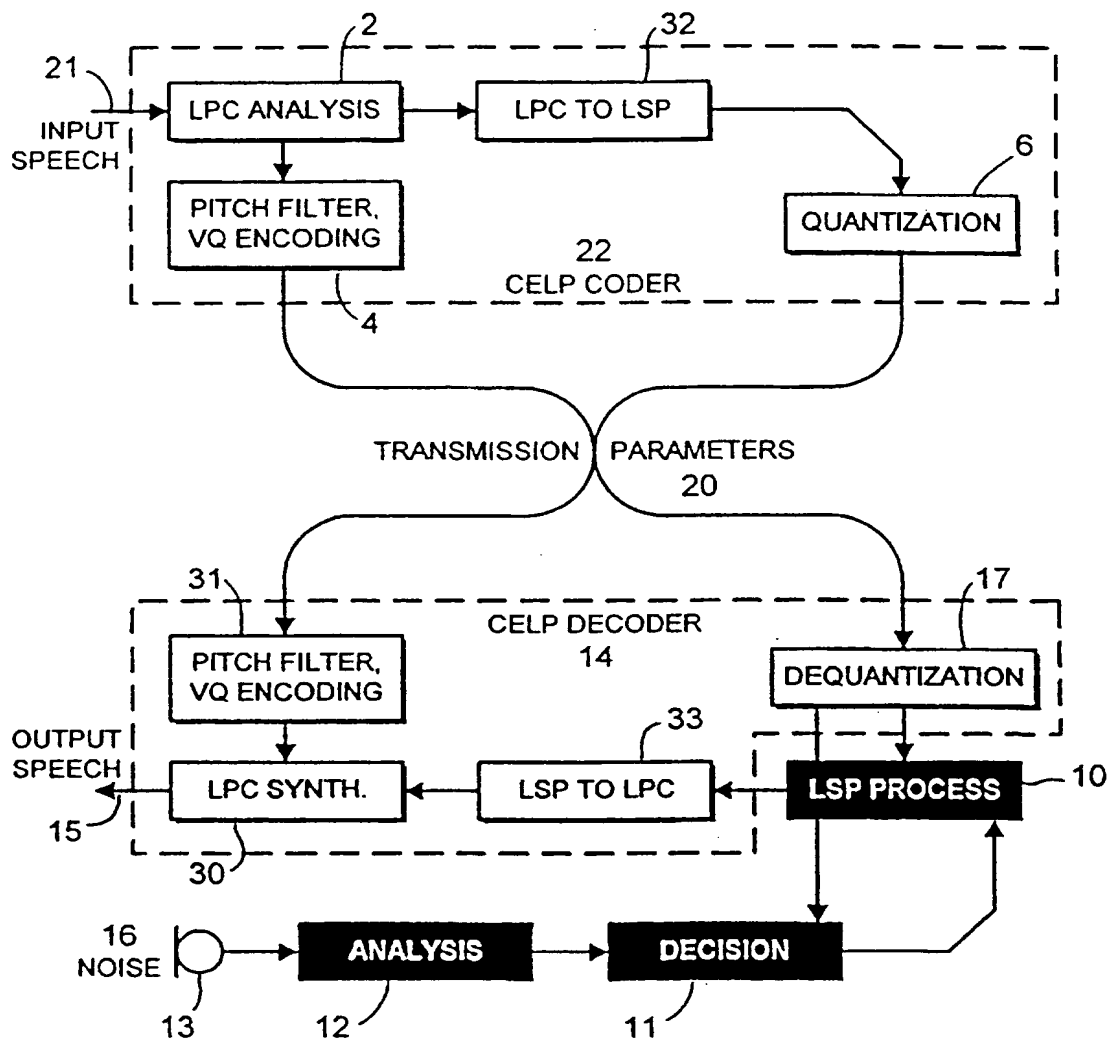 2
32
21
LPC ANALYSIS
LPC TO LSP
INPUT
SPEECH
6
PITCH FILTER,
VQ ENCODING
QUANTIZATION
22
CELP CODER
4
TRANSMISSION PARAMETERS
20
31
17
CELP DECODER
14
PITCH FILTER,
VQ ENCODING
DEQUANTIZATION
OUTPUT
SPEECH
33
LPC SYNTH.
LSP TO LPC
LSP PROCESS
10
15
30
16
NOISE
ANALYSIS
DECISION
13
12
11